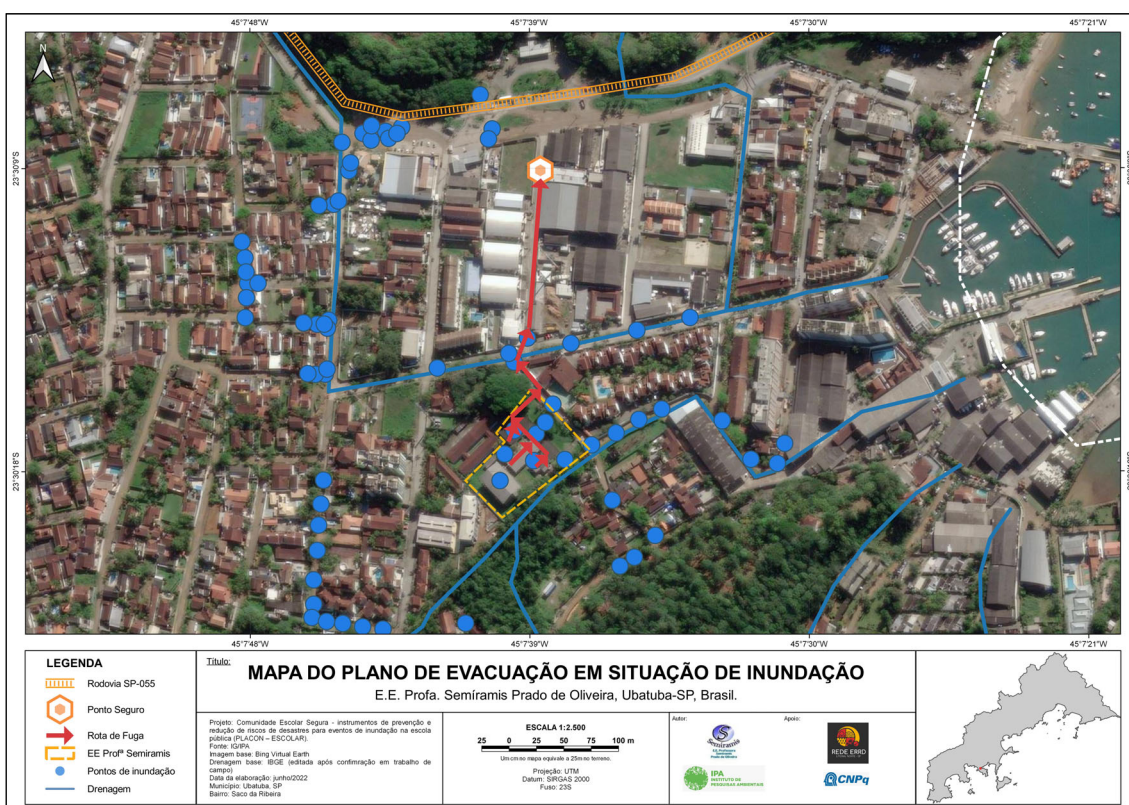 45°7'48"W 45°7'39"W 45°7'30"W 45°7'21"W
N
23°30'9"S
23°30'18"S
45°7'48"W 45°7'39"W 45°7'30"W 45°7'21"W
LEGENDA
Rodovia SP-055
Ponto Seguro
Rota de Fuga
EE Profª Semiramis
Pontos de inundação
Drenagem
Título:
MAPA DO PLANO DE EVACUAÇÃO EM SITUAÇÃO DE INUNDAÇÃO
E.E. Profa. Semíramis Prado de Oliveira, Ubatuba-SP, Brasil.
Projeto: Comunidade Escolar Segura - instrumentos de prevenção e
redução de riscos de desastres para eventos de inundação na escola
pública (PLACON – ESCOLAR).
Fonte: IG/IPA
Imagem base: Bing Virtual Earth
Drenagem base: IBGE (editada após confirmração em trabalho de
campo)
Data da elaboração: junho/2022
Município: Ubatuba, SP
Bairro: Saco da Ribeira
ESCALA 1:2.500
25 0 25 50 75 100 m
Um cm no mapa equivale a 25m no terreno.
Projeção: UTM
Datum: SIRGAS 2000
Fuso: 23S
Autor:
Semiramis
E.E. Professora
Semiramis
Prado de Oliveira
IPA
INSTITUTO DE
PESQUISAS AMBIENTAIS
Apoio:
REDE ERRD
CNPq